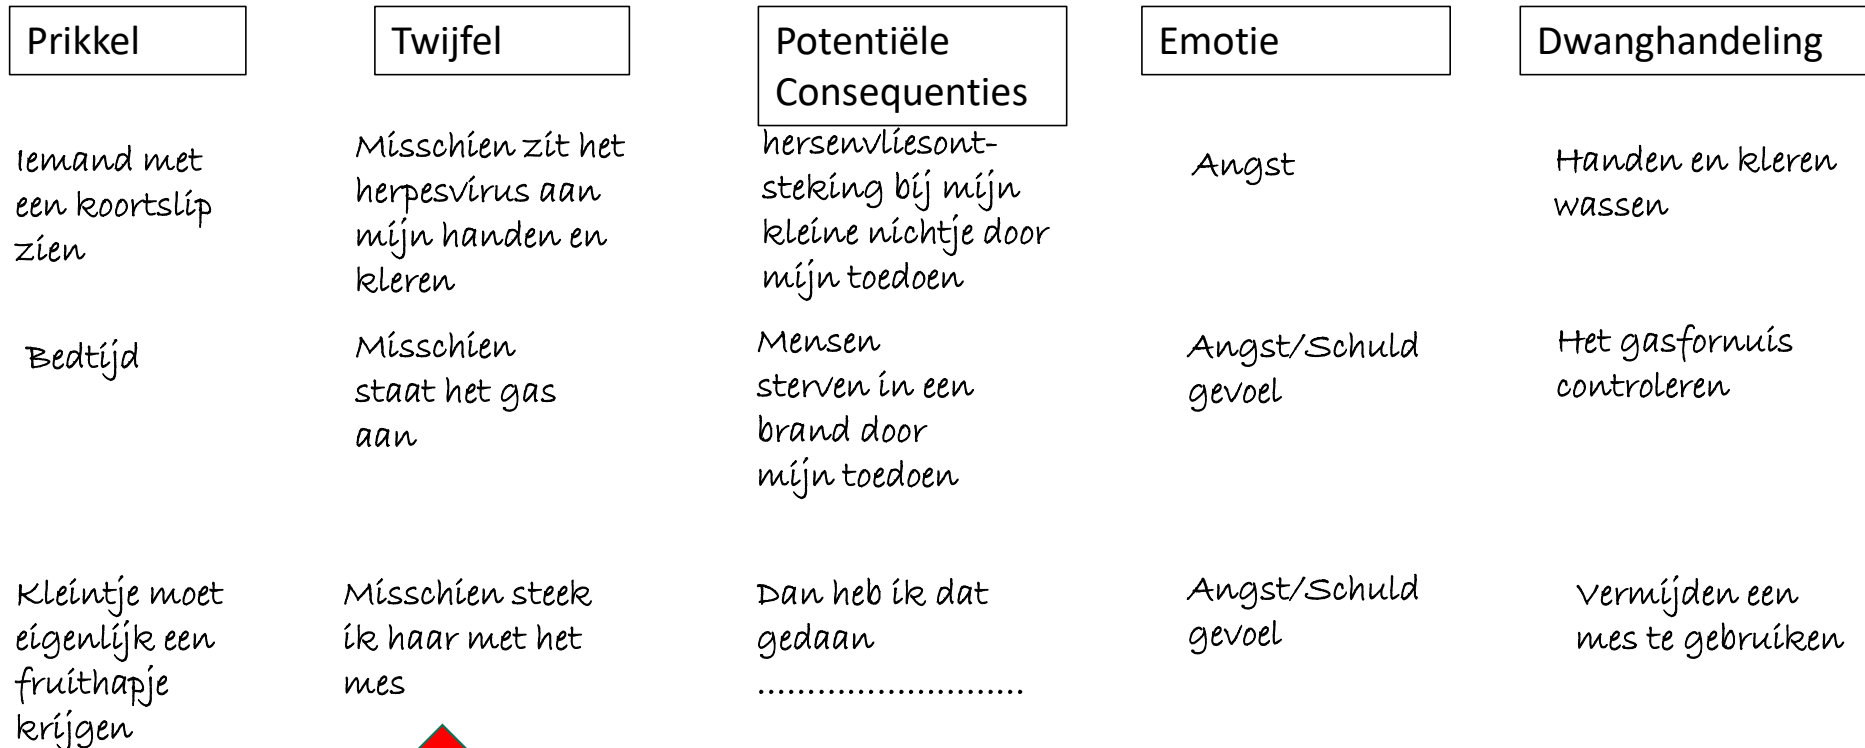 Prikkel
Twijfel
Potentiële
Consequenties
Emotie
Dwanghandeling
Iemand met
een koortslip
zien
Misschien zit het
herpesvirus aan
mijn handen en
kleren
hersenvliesont-
steking bij mijn
kleine nichtje door
mijn toedoen
Angst
Handen en kleren
wassen
Bedtijd
Misschien
staat het gas
aan
Mensen
sterven in een
brand door
mijn toedoen
Angst/Schuld
gevoel
Het gasfornuis
controleren
Kleintje moet
eigenlijk een
fruithapje
krijgen
Misschien steek
ik haar met het
mes
Dan heb ik dat
gedaan
...........................
Angst/Schuld
gevoel
Vermijden een
mes te gebruiken